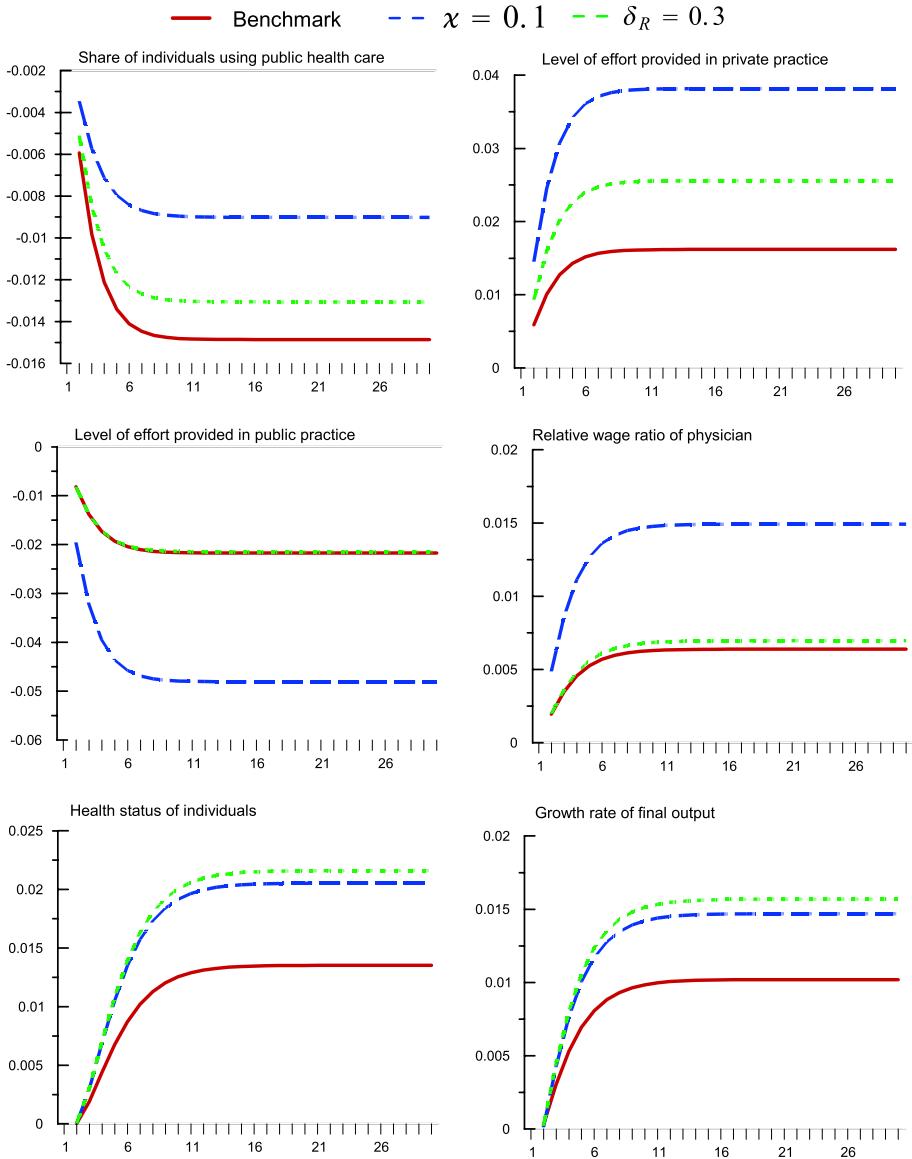 Benchmark x = 0.1 δR = 0.3
Share of individuals using public health care
-0.002
-0.004
-0.006
-0.008
-0.01
-0.012
-0.014
-0.016
1 6 11 16 21 26
Level of effort provided in private practice
0.04
0.03
0.02
0.01
0
1 6 11 16 21 26
Level of effort provided in public practice
0
-0.01
-0.02
-0.03
-0.04
-0.05
-0.06
1 6 11 16 21 26
Relative wage ratio of physician
0.02
0.015
0.01
0.005
0
1 6 11 16 21 26
Health status of individuals
0.025
0.02
0.015
0.01
0.005
0
1 6 11 16 21 26
Growth rate of final output
0.02
0.015
0.01
0.005
0
1 6 11 16 21 26